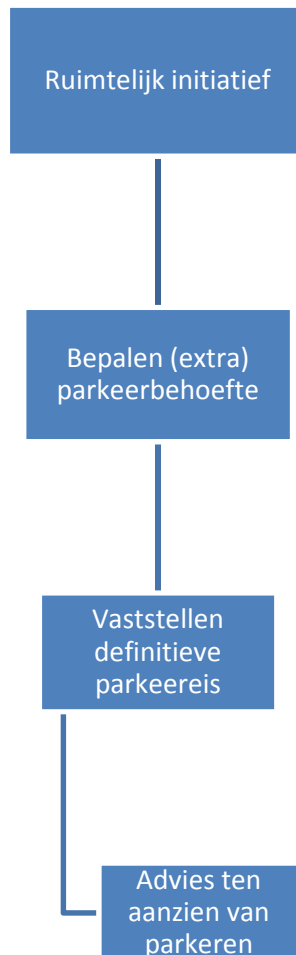 Ruimtelijk initiatief
Bepalen (extra)
parkeerbehoefte
Vaststellen
definitieve
parkeereis
Advies ten
aanzien van
parkeren